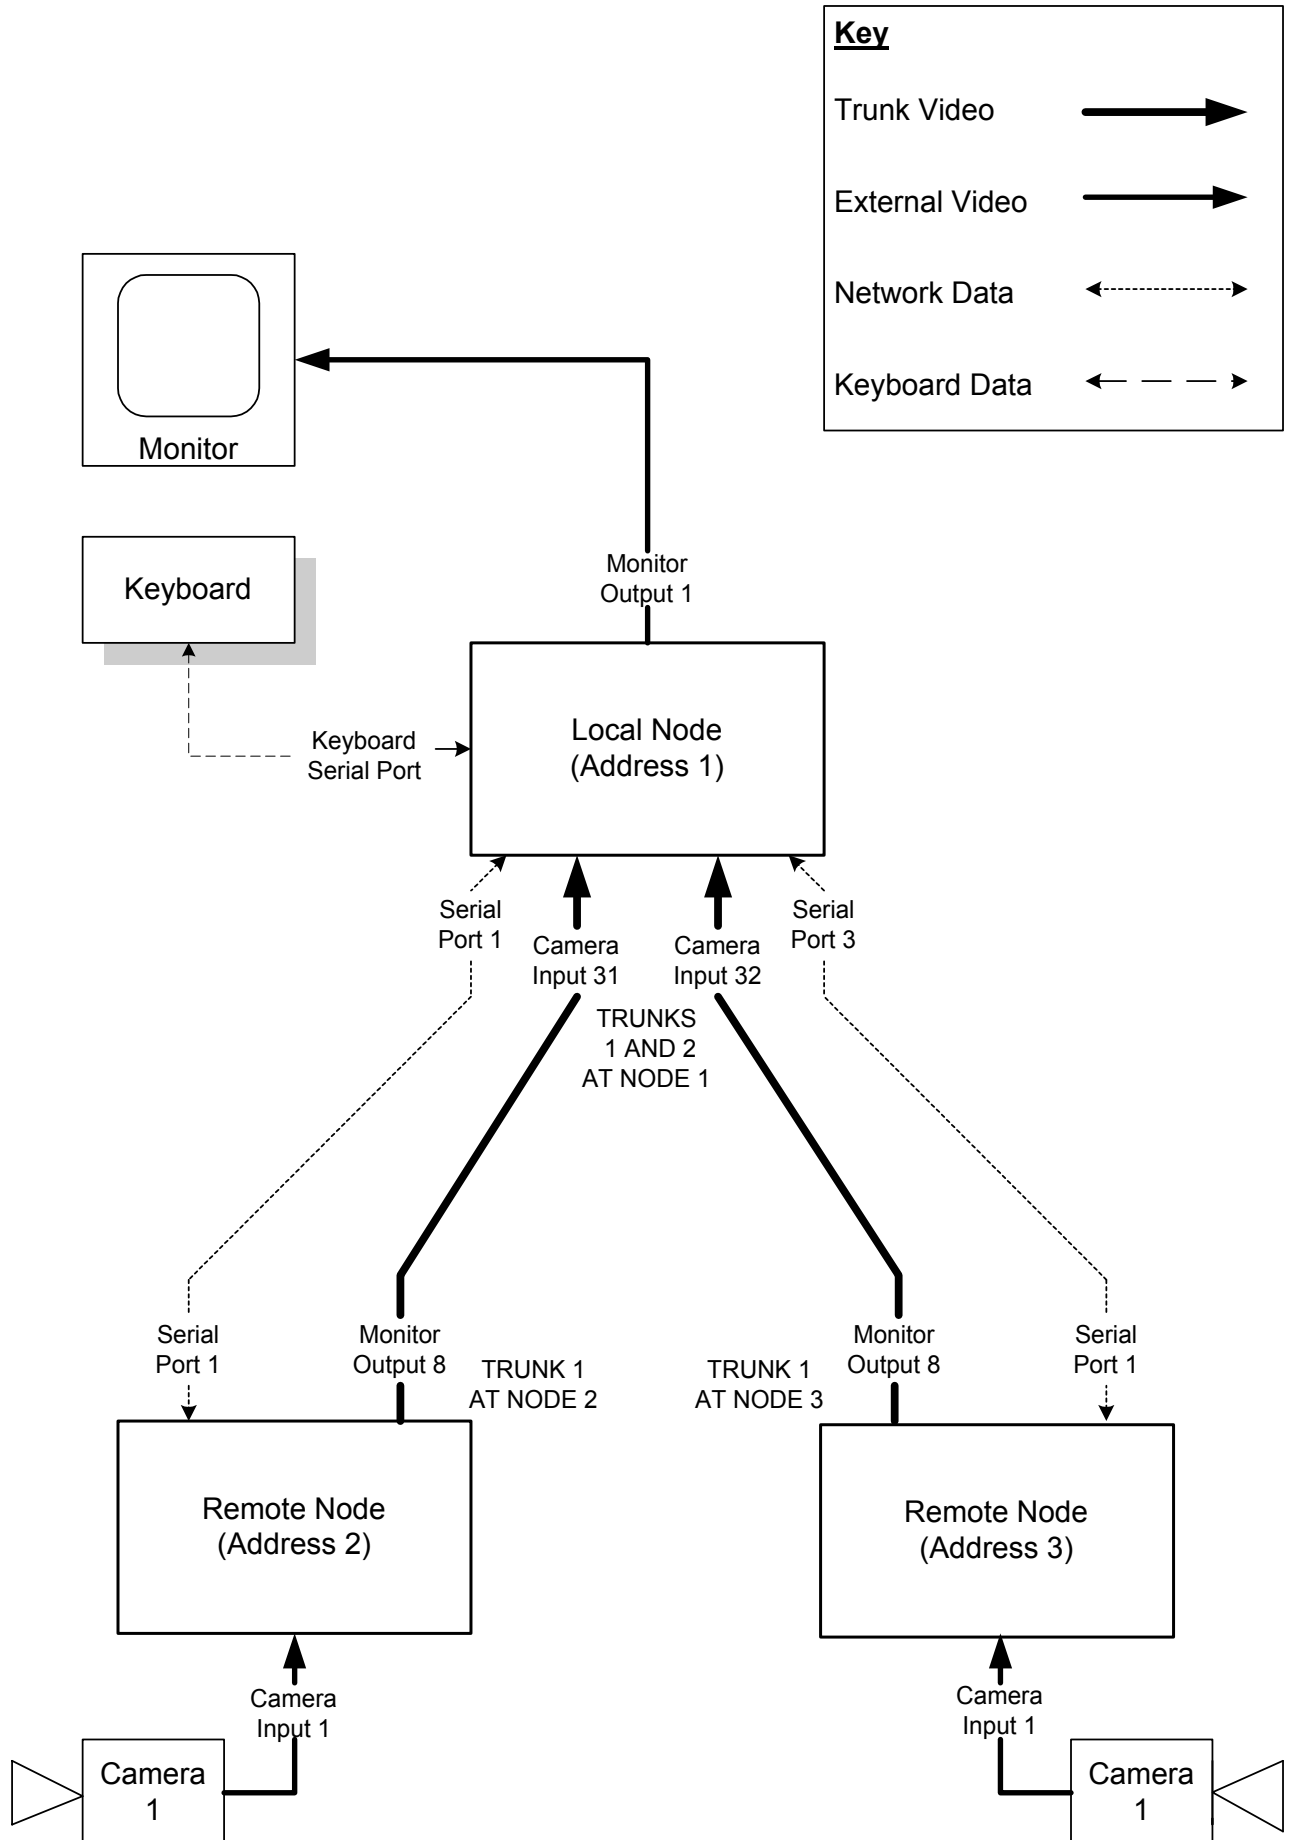 Key
Trunk Video
External Video
Network Data
Keyboard Data
Monitor
Keyboard
Monitor
Output 1
Local Node
(Address 1)
Keyboard
Serial Port
Serial
Port 1
Camera
Input 31
Camera
Input 32
Serial
Port 3
TRUNKS
1 AND 2
AT NODE 1
Serial
Port 1
Monitor
Output 8
TRUNK 1
AT NODE 2
TRUNK 1
AT NODE 3
Monitor
Output 8
Serial
Port 1
Remote Node
(Address 2)
Remote Node
(Address 3)
Camera
Input 1
Camera
Input 1
Camera
1
Camera
1